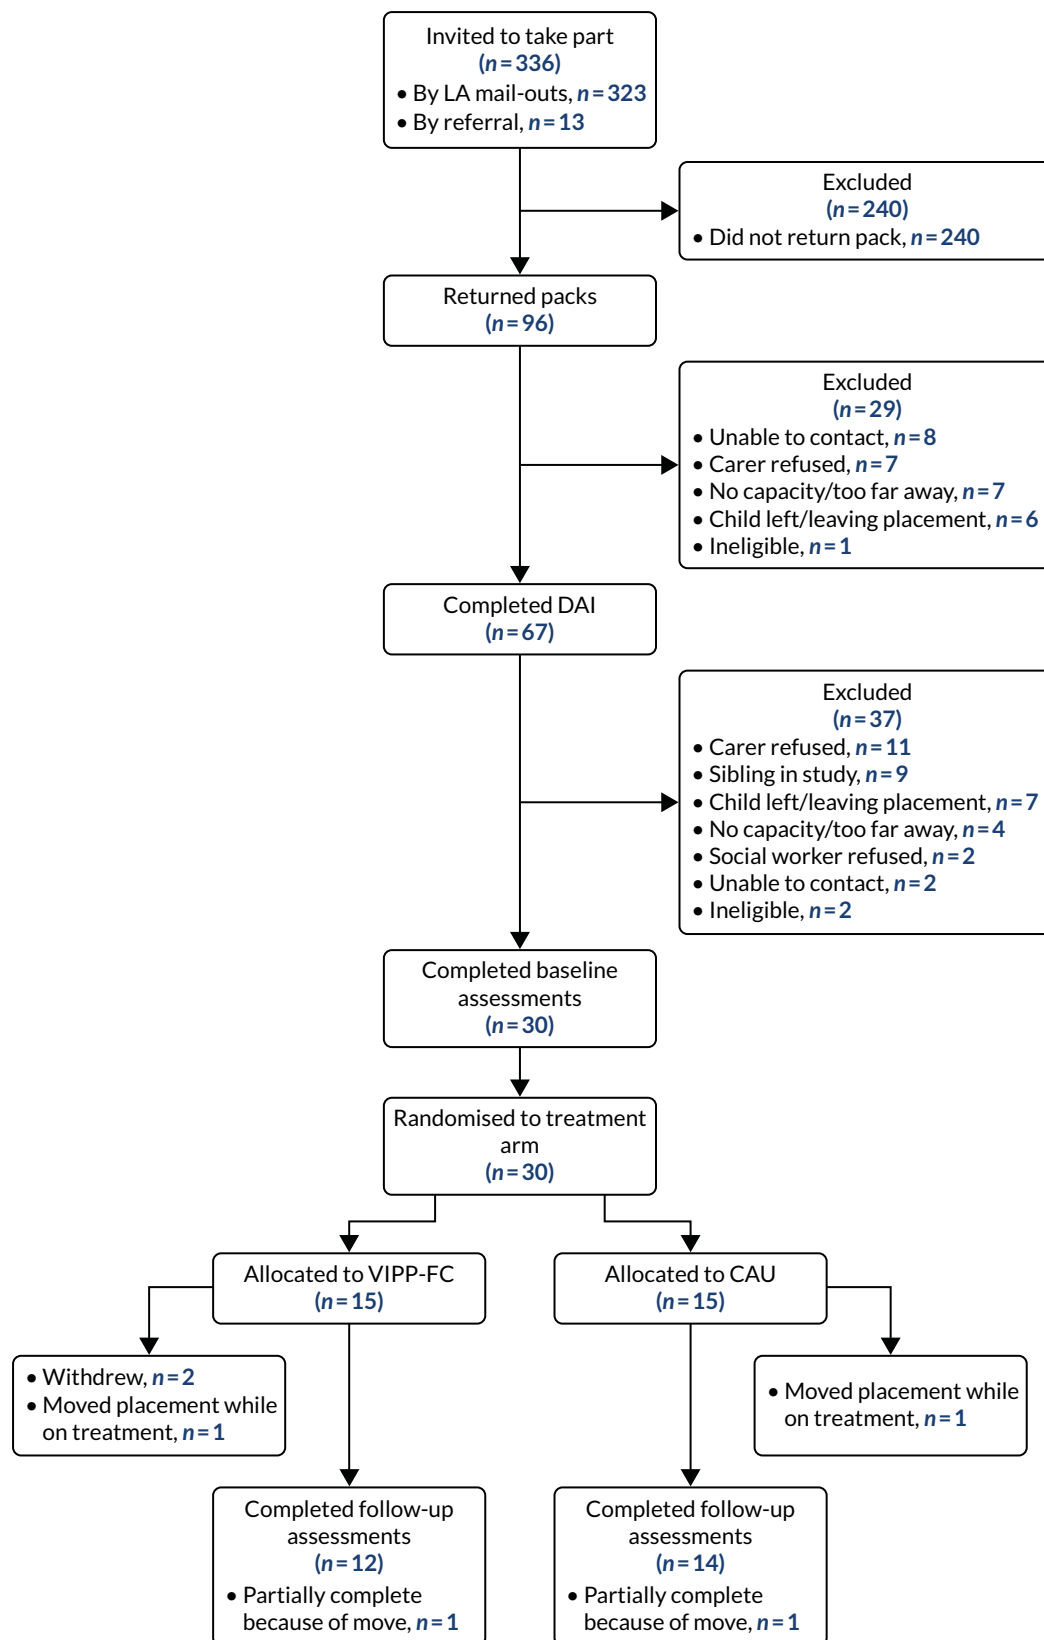 Invited to take part
(n=336)
• By LA mail-outs, n=323
• By referral, n=13
Excluded
(n=240)
• Did not return pack, n=240
Returned packs
(n=96)
Excluded
(n=29)
• Unable to contact, n=8
• Carer refused, n=7
• No capacity/too far away, n=7
• Child left/leaving placement, n=6
• Ineligible, n=1
Completed DAI
(n=67)
Excluded
(n=37)
• Carer refused, n=11
• Sibling in study, n=9
• Child left/leaving placement, n=7
• No capacity/too far away, n=4
• Social worker refused, n=2
• Unable to contact, n=2
• Ineligible, n=2
Completed baseline
assessments
(n=30)
Randomised to treatment
arm
(n=30)
Allocated to VIPP-FC
(n=15)
Allocated to CAU
(n=15)
• Withdrew, n=2
• Moved placement while
on treatment, n=1
• Moved placement while
on treatment, n=1
Completed follow-up
assessments
(n=12)
• Partially complete
because of move, n=1
Completed follow-up
assessments
(n=14)
• Partially complete
because of move, n=1